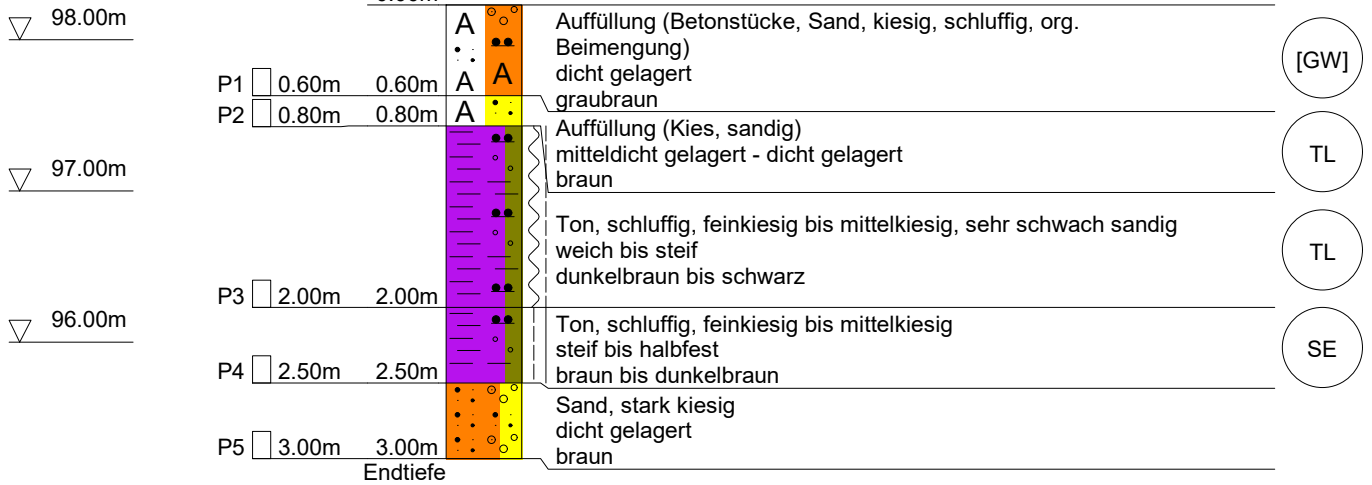 98.00m
Auffüllung (Betonstücke, Sand, kiesig, schluffig, org.
Beimengung)
dicht gelagert
graubraun
[GW]
A
A
A
P1 0.60m 0.60m
P2 0.80m 0.80m A
Auffüllung (Kies, sandig)
mitteldicht gelagert - dicht gelagert
braun
TL
97.00m
Ton, schluffig, feinkiesig bis mittelkiesig, sehr schwach sandig
weich bis steif
dunkelbraun bis schwarz
TL
P3 2.00m 2.00m
96.00m
Ton, schluffig, feinkiesig bis mittelkiesig
steif bis halbfest
braun bis dunkelbraun
SE
P4 2.50m 2.50m
Sand, stark kiesig
dicht gelagert
braun
P5 3.00m 3.00m
Endtiefe